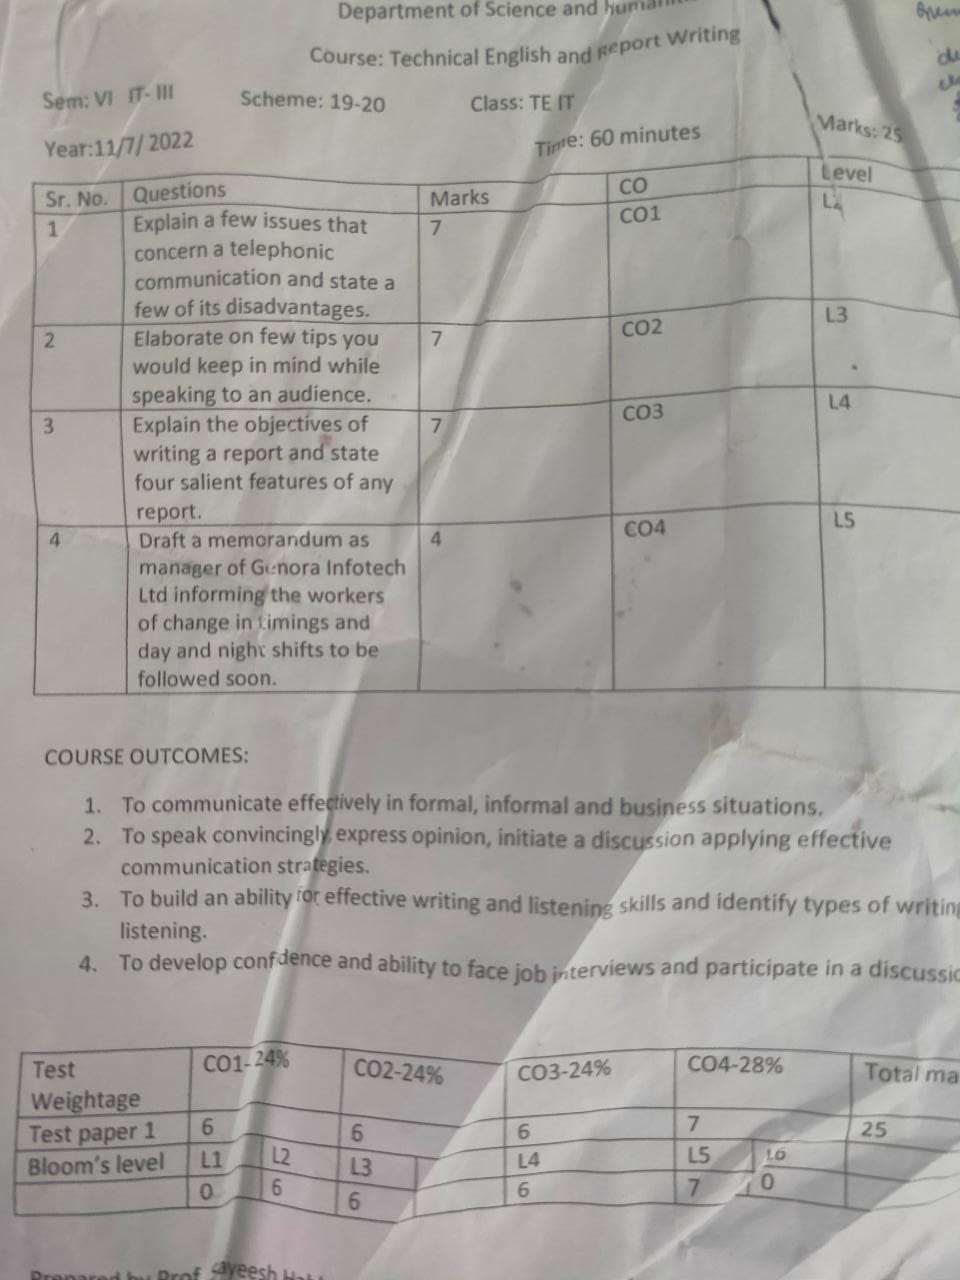 Department of Science and
Course: Technical English and Report Writing
Sem: VI IT-III Scheme: 19-20 Class: TE IT
Year:11/7/ 2022 Time: 60 minutes Marks: 25
Sr. No. Questions Marks CO Level
1 Explain a few issues that 7 CO1
concern a telephonic
communication and state a
few of its disadvantages.
2 Elaborate on few tips you 7 CO2 L3
would keep in mind while
speaking to an audience.
3 Explain the objectives of 7 CO3 L4
writing a report and state
four salient features of any
report.
4 Draft a memorandum as 4 CO4 L5
manager of Genora Infotech
Ltd informing the workers
of change in timings and
day and night shifts to be
followed soon.
COURSE OUTCOMES:
1. To communicate effectively in formal, informal and business situations.
2. To speak convincingly, express opinion, initiate a discussion applying effective
communication strategies.
3. To build an ability for effective writing and listening skills and identify types of writing
listening.
4. To develop confidence and ability to face job interviews and participate in a
Test CO1-24% CO2-24% CO3-24% CO4-28% Total
Weightage
Test paper 1 6 6 6 7 25
Bloom's level L1 L2 L3 L4 L5 L6
0 6 6 6 7 0
Prepared by Prof